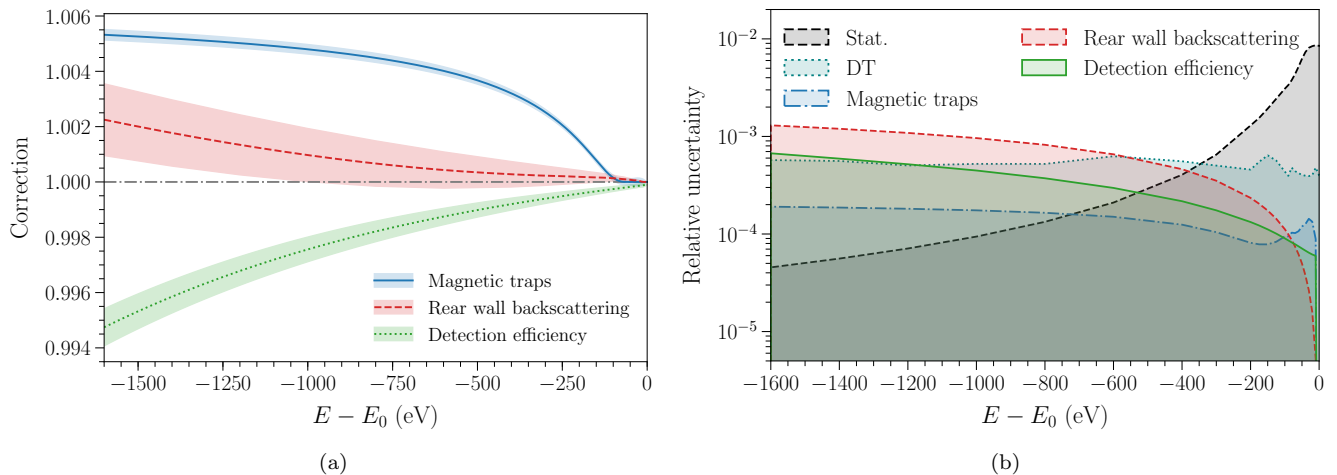 1.006
1.004
1.002
1.000
0.998
0.996
0.994
Correction
−1500 −1250 −1000 −750 −500 −250 0
E − E₀ (eV)
Magnetic traps
Rear wall backscattering
Detection efficiency
(a)
10⁻²
10⁻³
10⁻⁴
10⁻⁵
Relative uncertainty
−1600 −1400 −1200 −1000 −800 −600 −400 −200 0
E − E₀ (eV)
Stat.
DT
Magnetic traps
Rear wall backscattering
Detection efficiency
(b)